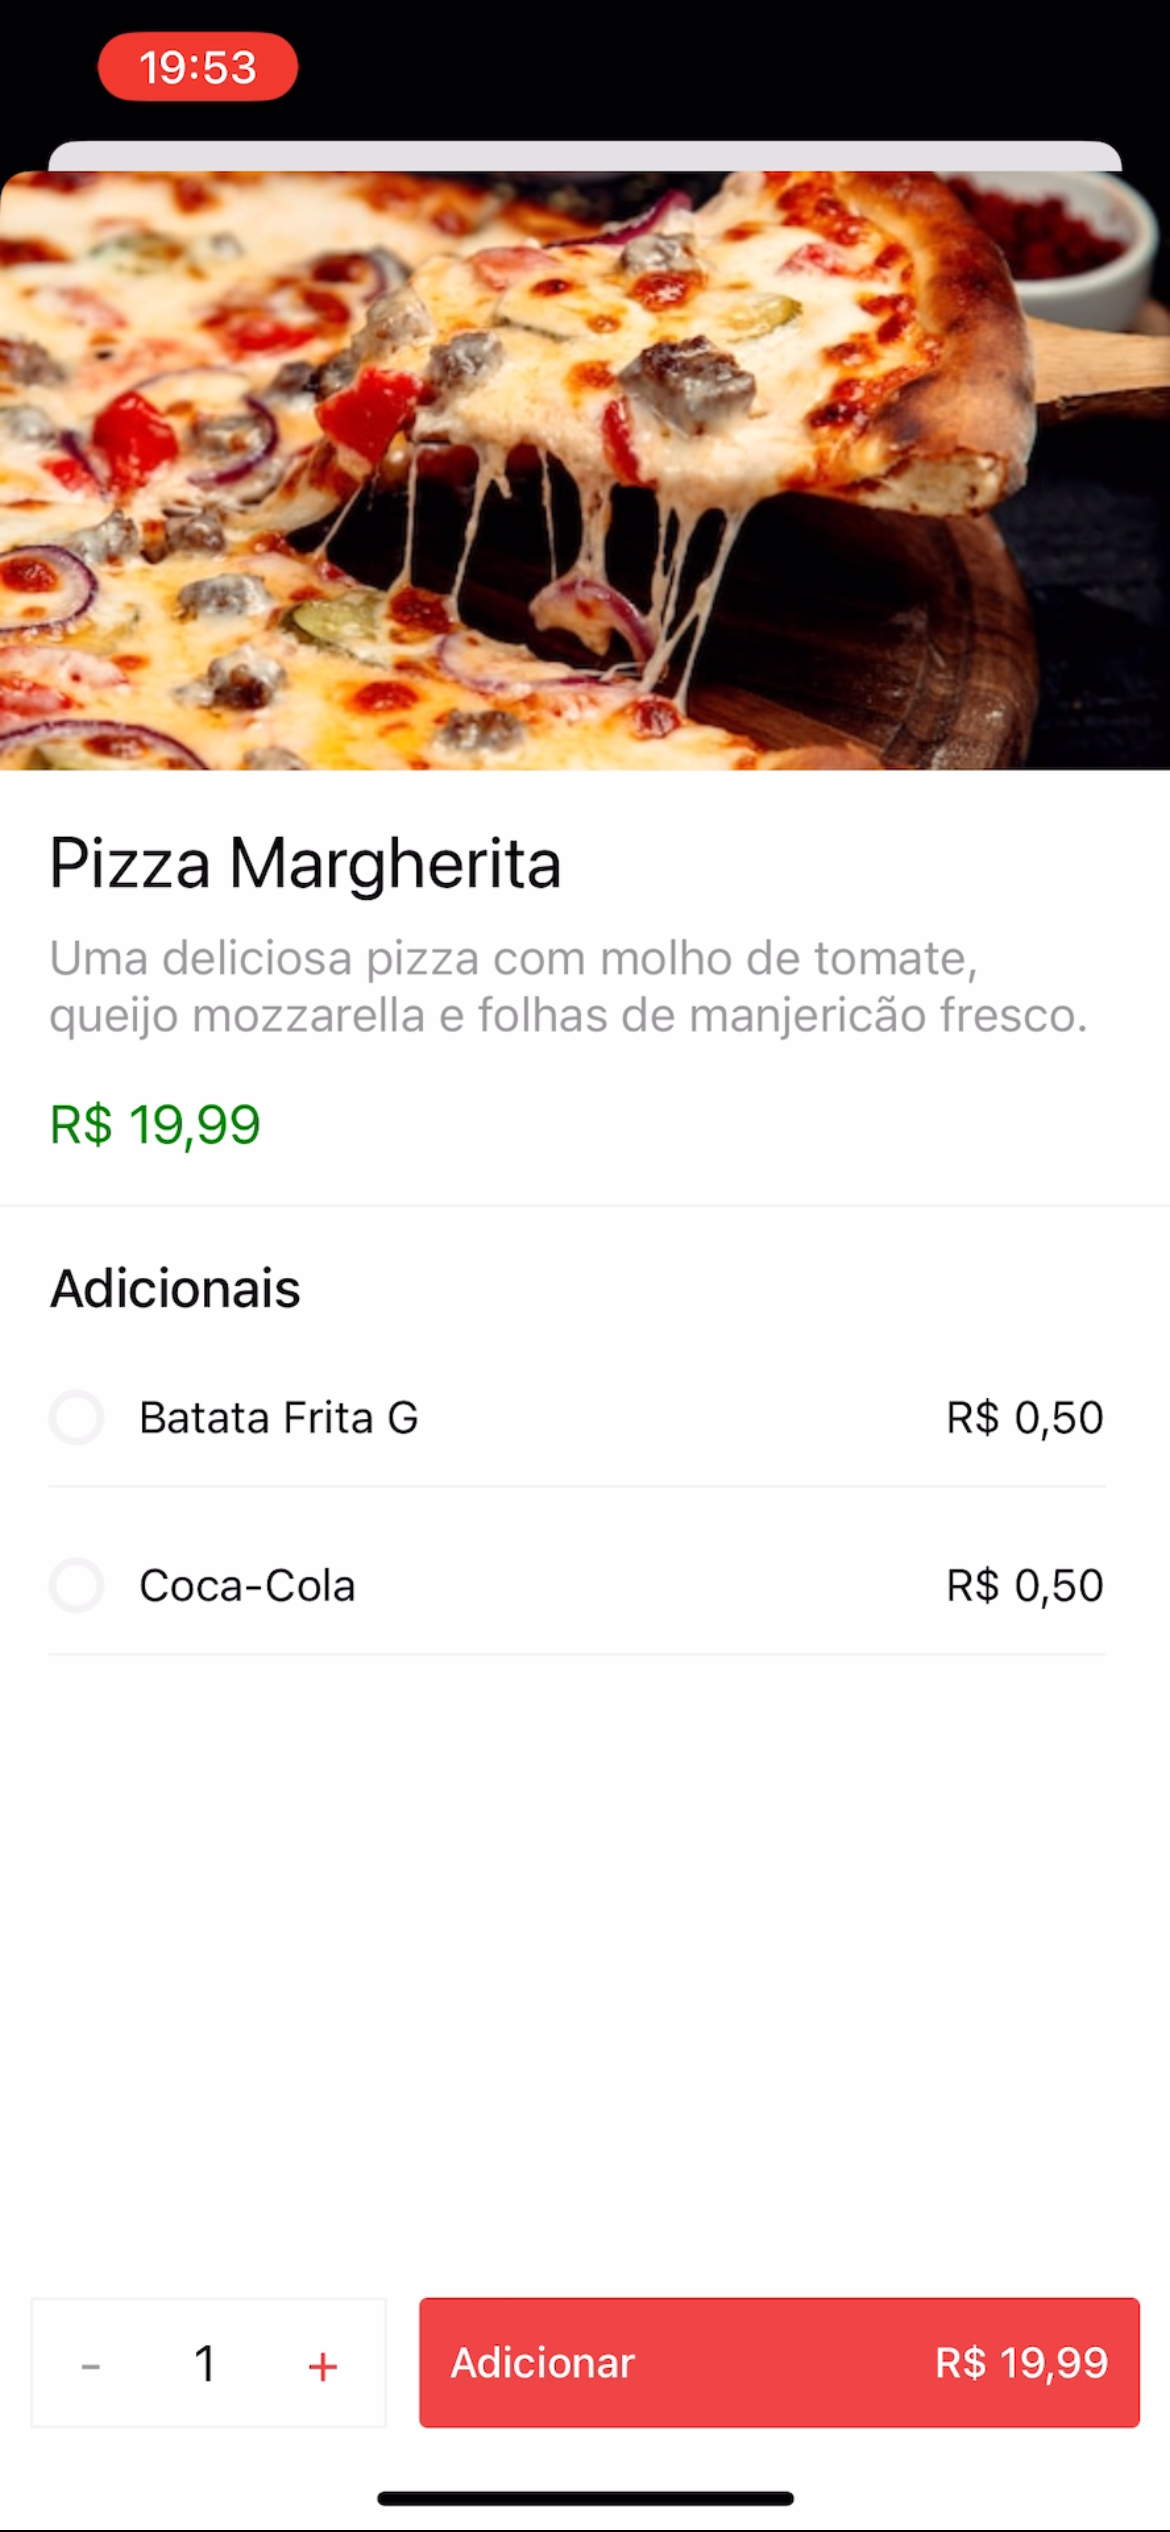 19:53
Pizza Margherita
Uma deliciosa pizza com molho de tomate,
queijo mozzarella e folhas de manjericão fresco.
R$ 19,99
Adicionais
Batata Frita G R$ 0,50
Coca-Cola R$ 0,50
- 1 + Adicionar R$ 19,99